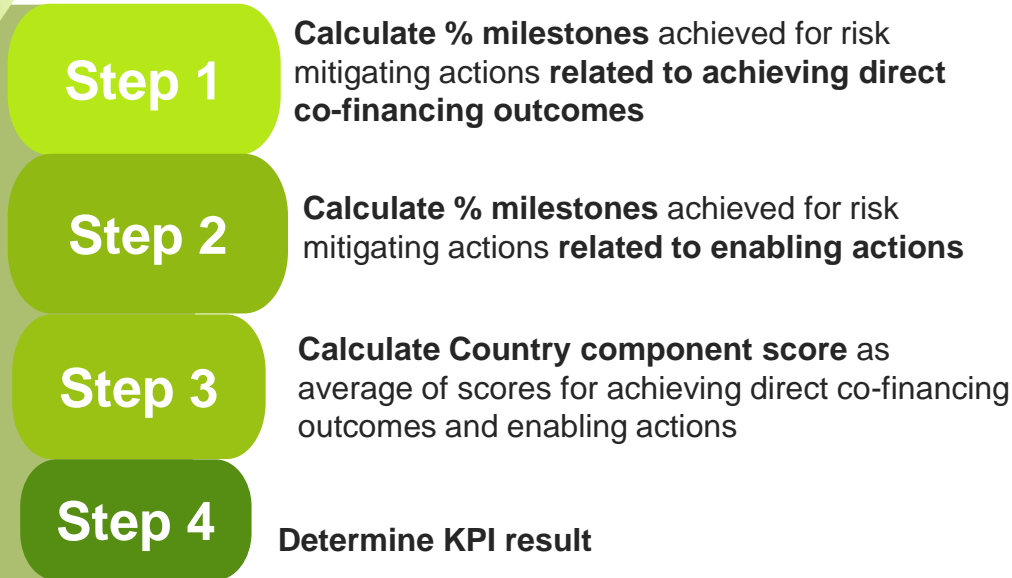 Step 1
Calculate % milestones achieved for risk
mitigating actions related to achieving direct
co-financing outcomes
Step 2
Calculate % milestones achieved for risk
mitigating actions related to enabling actions
Step 3
Calculate Country component score as
average of scores for achieving direct co-financing
outcomes and enabling actions
Step 4
Determine KPI result